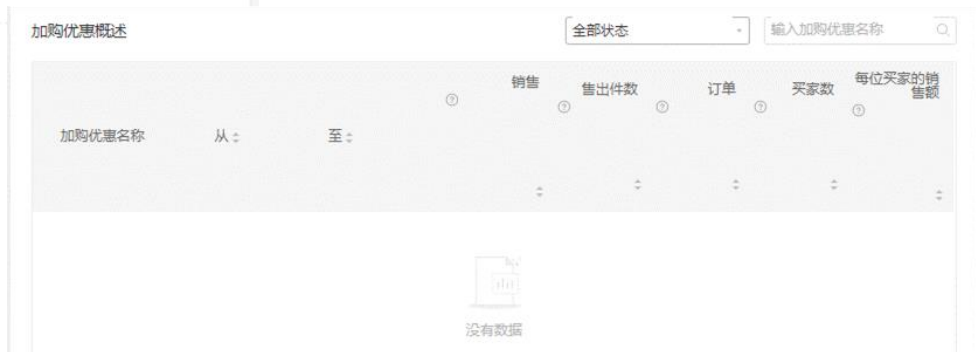 加购优惠概述
全部状态
输入加购优惠名称
加购优惠名称
从
至
销售
售出件数
订单
买家数
每位买家的销
售额
没有数据